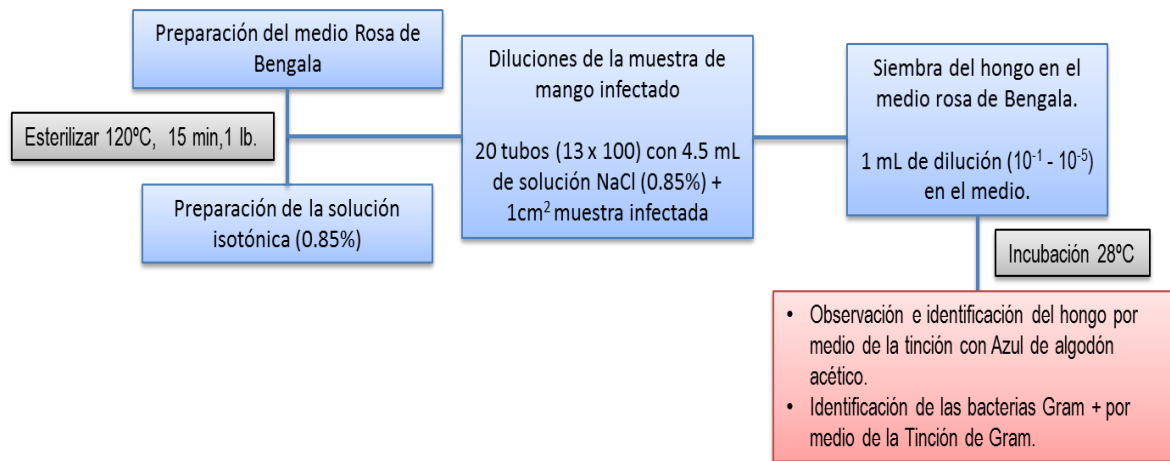 Preparación del medio Rosa de
Bengala
Esterilizar 120ºC, 15 min,1 lb.
Preparación de la solución
isotónica (0.85%)
Diluciones de la muestra de
mango infectado
20 tubos (13 x 100) con 4.5 mL
de solución NaCl (0.85%) +
1cm² muestra infectada
Siembra del hongo en el
medio rosa de Bengala.
1 mL de dilución (10⁻¹ - 10⁻⁵)
en el medio.
Incubación 28ºC
• Observación e identificación del hongo por
medio de la tinción con Azul de algodón
acético.
• Identificación de las bacterias Gram + por
medio de la Tinción de Gram.